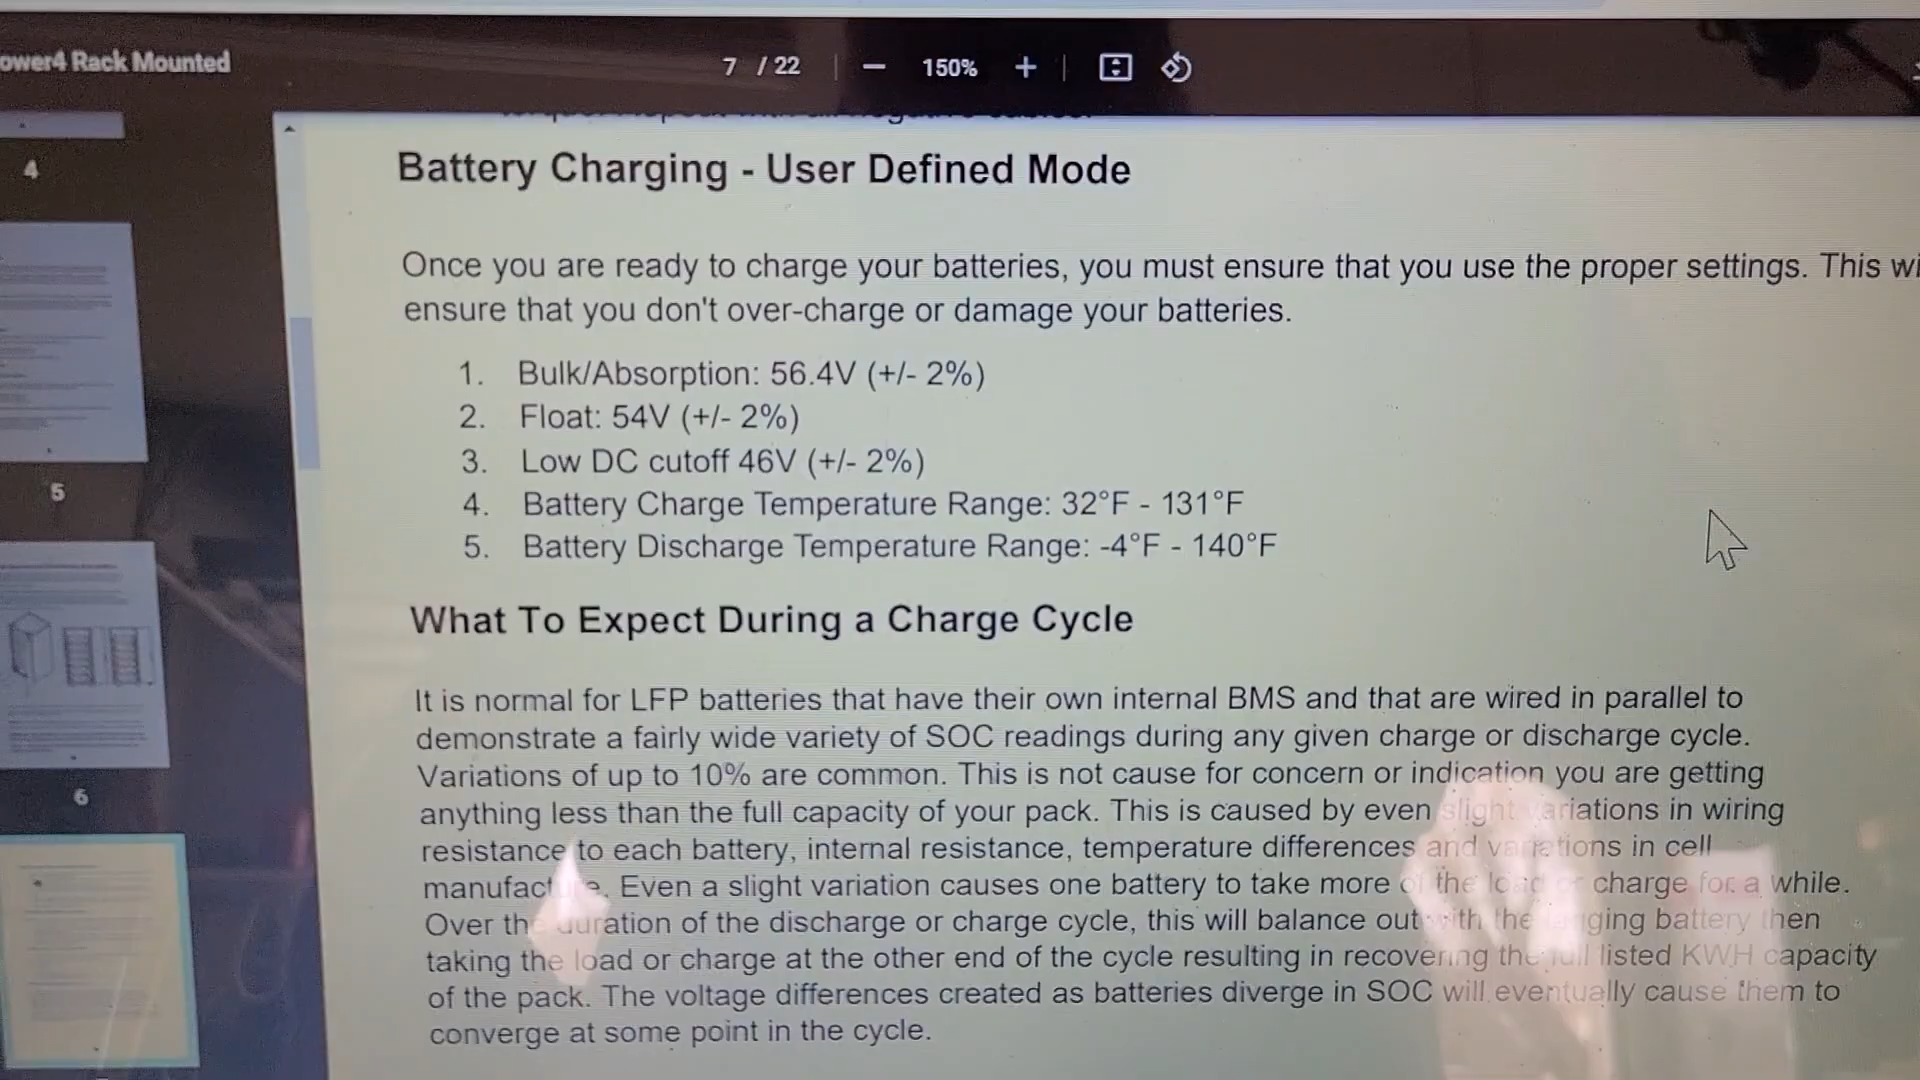 ower4 Rack Mounted
7 / 22
150%
4
5
6
Battery Charging - User Defined Mode
Once you are ready to charge your batteries, you must ensure that you use the proper settings. This wi
ensure that you don't over-charge or damage your batteries.
1. Bulk/Absorption: 56.4V (+/- 2%)
2. Float: 54V (+/- 2%)
3. Low DC cutoff 46V (+/- 2%)
4. Battery Charge Temperature Range: 32°F - 131°F
5. Battery Discharge Temperature Range: -4°F - 140°F
What To Expect During a Charge Cycle
It is normal for LFP batteries that have their own internal BMS and that are wired in parallel to
demonstrate a fairly wide variety of SOC readings during any given charge or discharge cycle.
Variations of up to 10% are common. This is not cause for concern or indication you are getting
anything less than the full capacity of your pack. This is caused by even slight variations in wiring
resistance to each battery, internal resistance, temperature differences and variations in cell
manufacture. Even a slight variation causes one battery to take more of the load or charge for a while.
Over the duration of the discharge or charge cycle, this will balance out with the lagging battery then
taking the load or charge at the other end of the cycle resulting in recovering the full listed KWH capacity
of the pack. The voltage differences created as batteries diverge in SOC will eventually cause them to
converge at some point in the cycle.